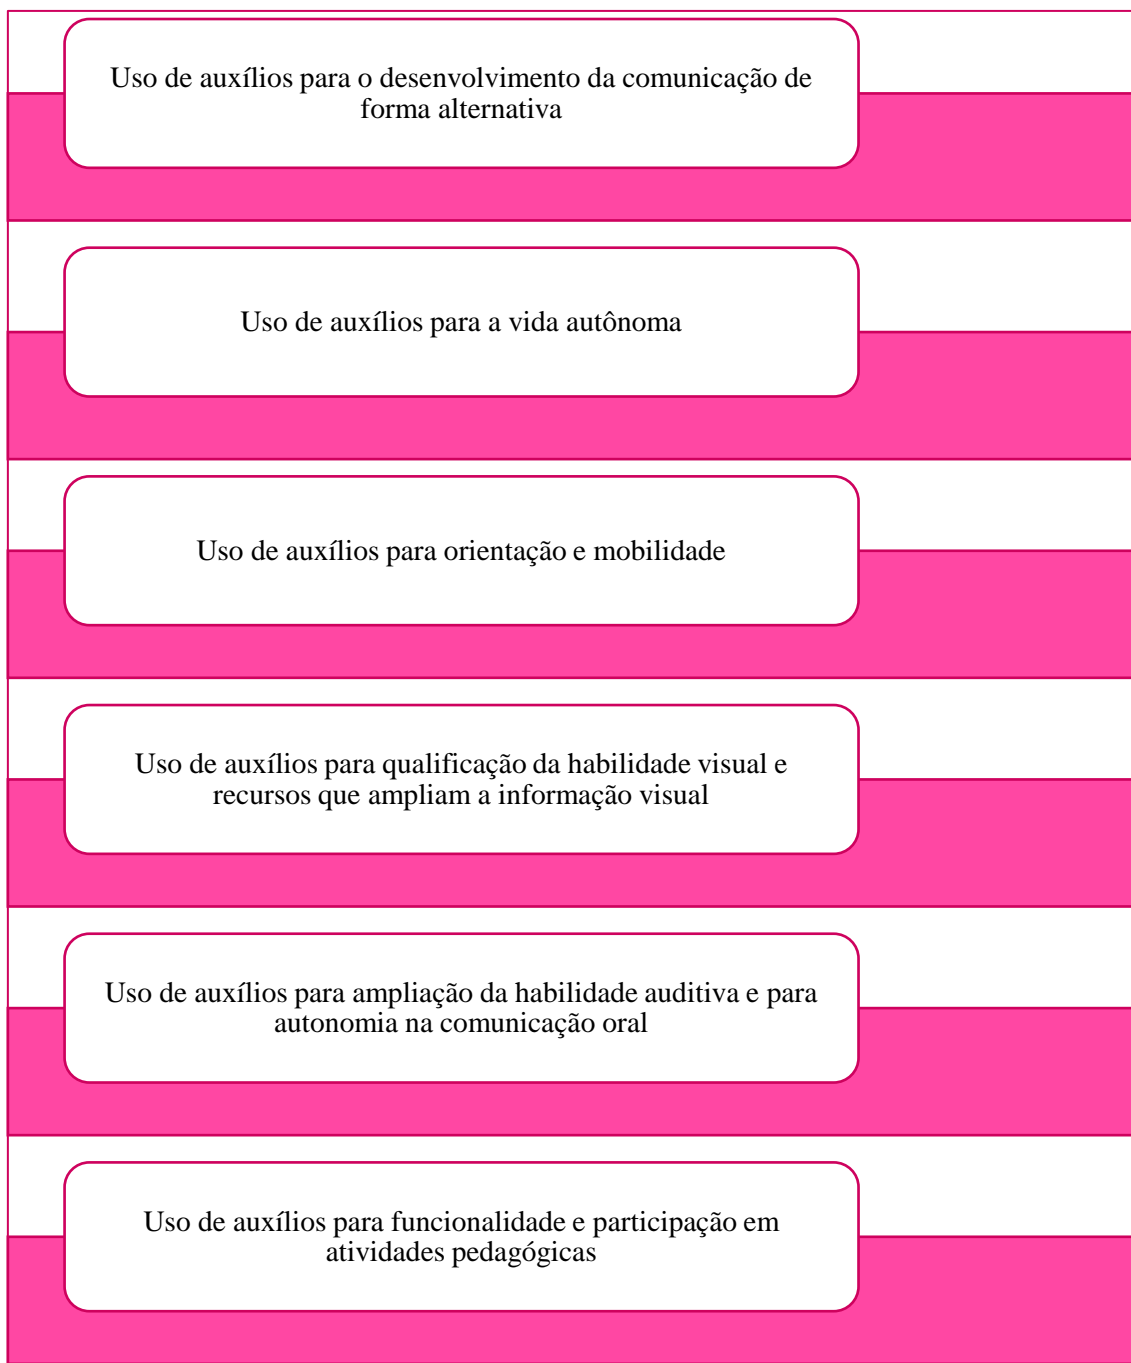 Uso de auxílios para o desenvolvimento da comunicação de
forma alternativa
Uso de auxílios para a vida autônoma
Uso de auxílios para orientação e mobilidade
Uso de auxílios para qualificação da habilidade visual e
recursos que ampliam a informação visual
Uso de auxílios para ampliação da habilidade auditiva e para
autonomia na comunicação oral
Uso de auxílios para funcionalidade e participação em
atividades pedagógicas